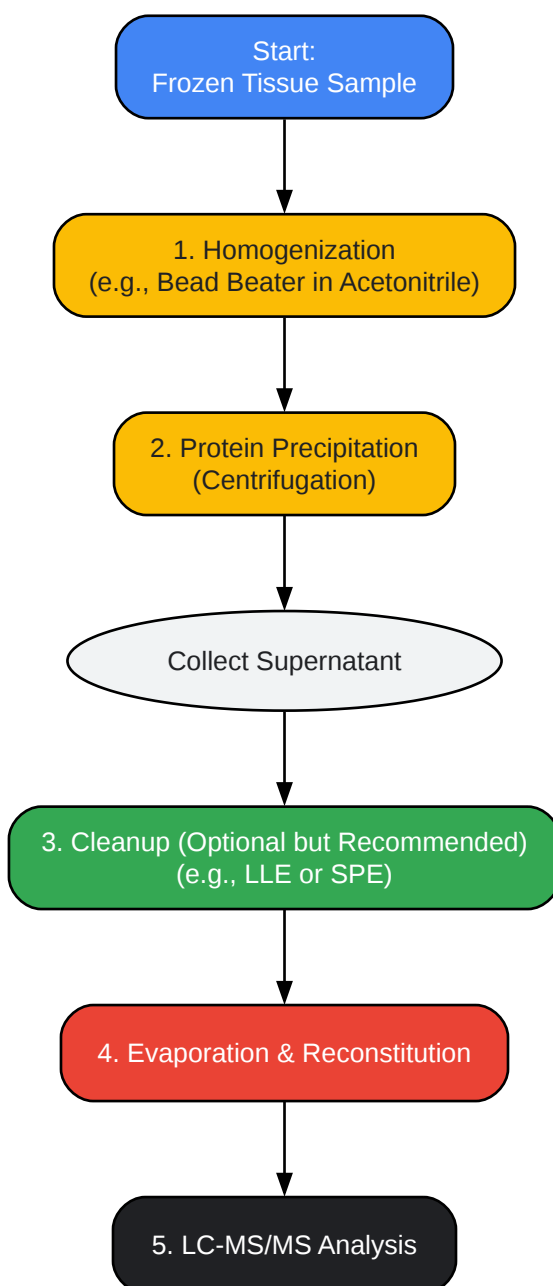 Start:
Frozen Tissue Sample
1. Homogenization
(e.g., Bead Beater in Acetonitrile)
2. Protein Precipitation
(Centrifugation)
Collect Supernatant
3. Cleanup (Optional but Recommended)
(e.g., LLE or SPE)
4. Evaporation & Reconstitution
5. LC-MS/MS Analysis